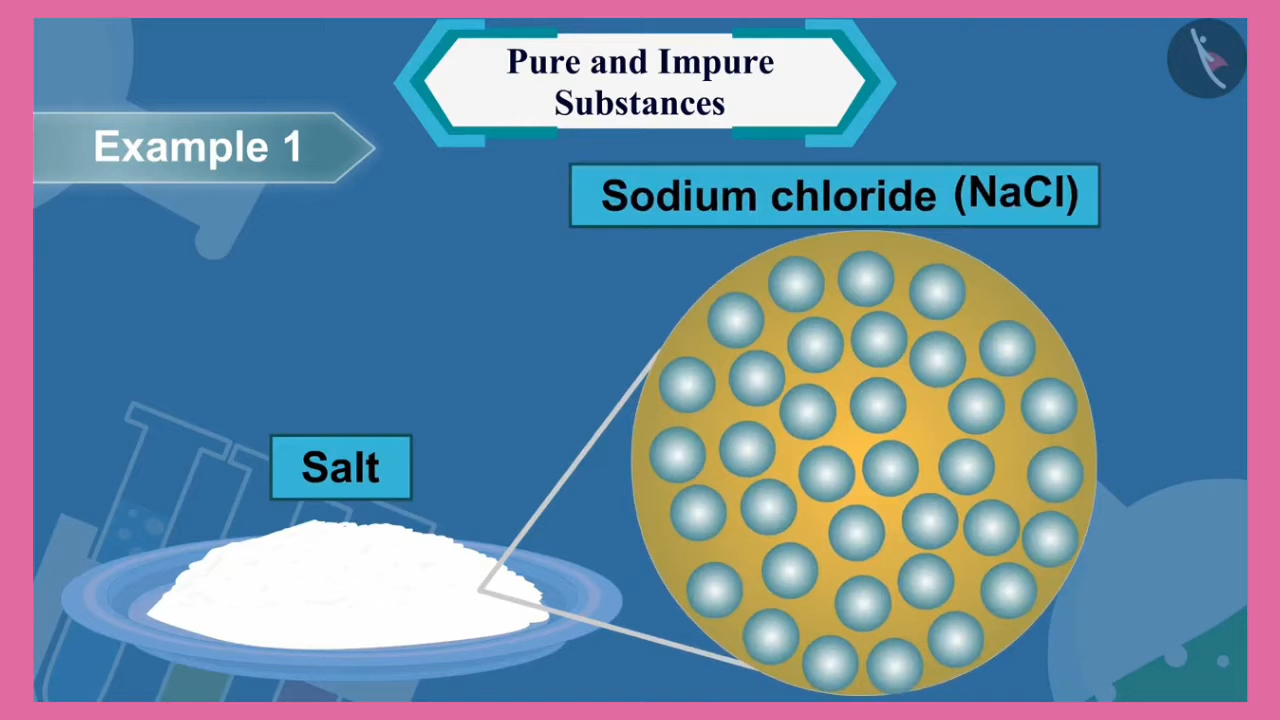 Pure and Impure
Substances
Example 1
Sodium chloride (NaCl)
Salt